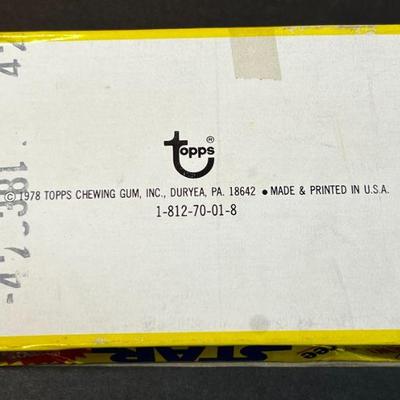 topps®
© 1978 TOPPS CHEWING GUM, INC., DURYEA, PA. 18642 ● MADE & PRINTED IN U.S.A.
1-812-70-01-8
STAR